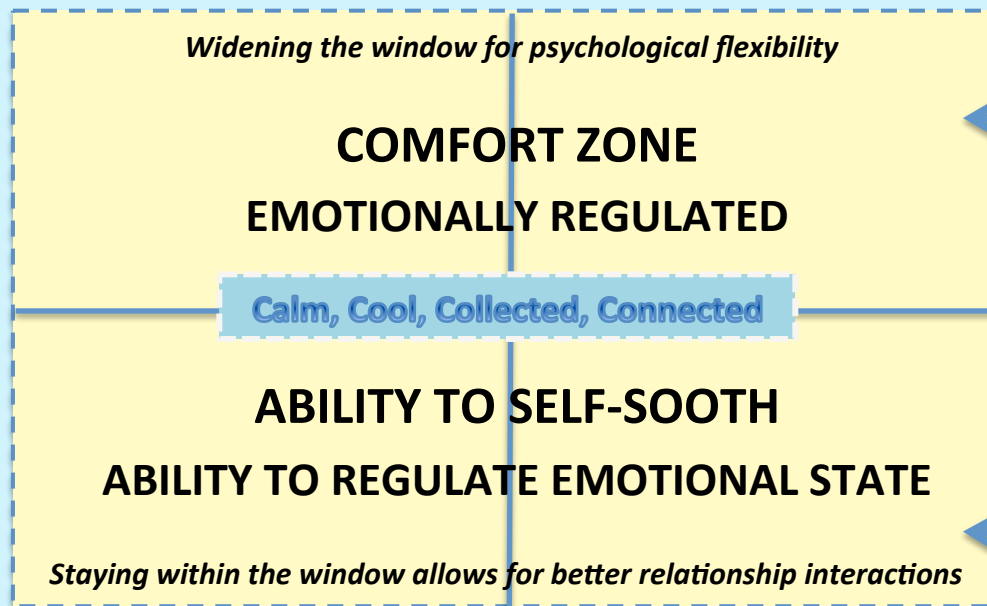 Widening the window for psychological flexibility
COMFORT ZONE
EMOTIONALLY REGULATED
Calm, Cool, Collected, Connected
ABILITY TO SELF-SOOTH
ABILITY TO REGULATE EMOTIONAL STATE
Staying within the window allows for better relationship interactions